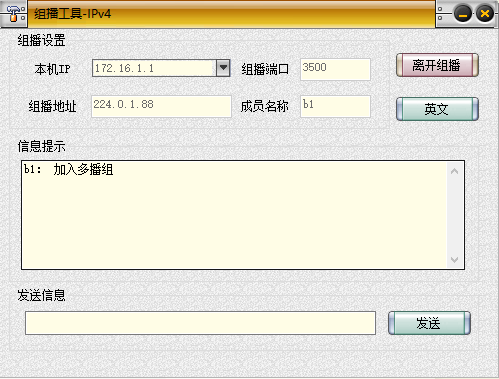 组播工具-IPv4
组播设置
本机IP 172.16.1.1 组播端口 3500 离开组播
组播地址 224.0.1.88 成员名称 b1 英文
信息提示
b1: 加入多播组
发送信息
发送